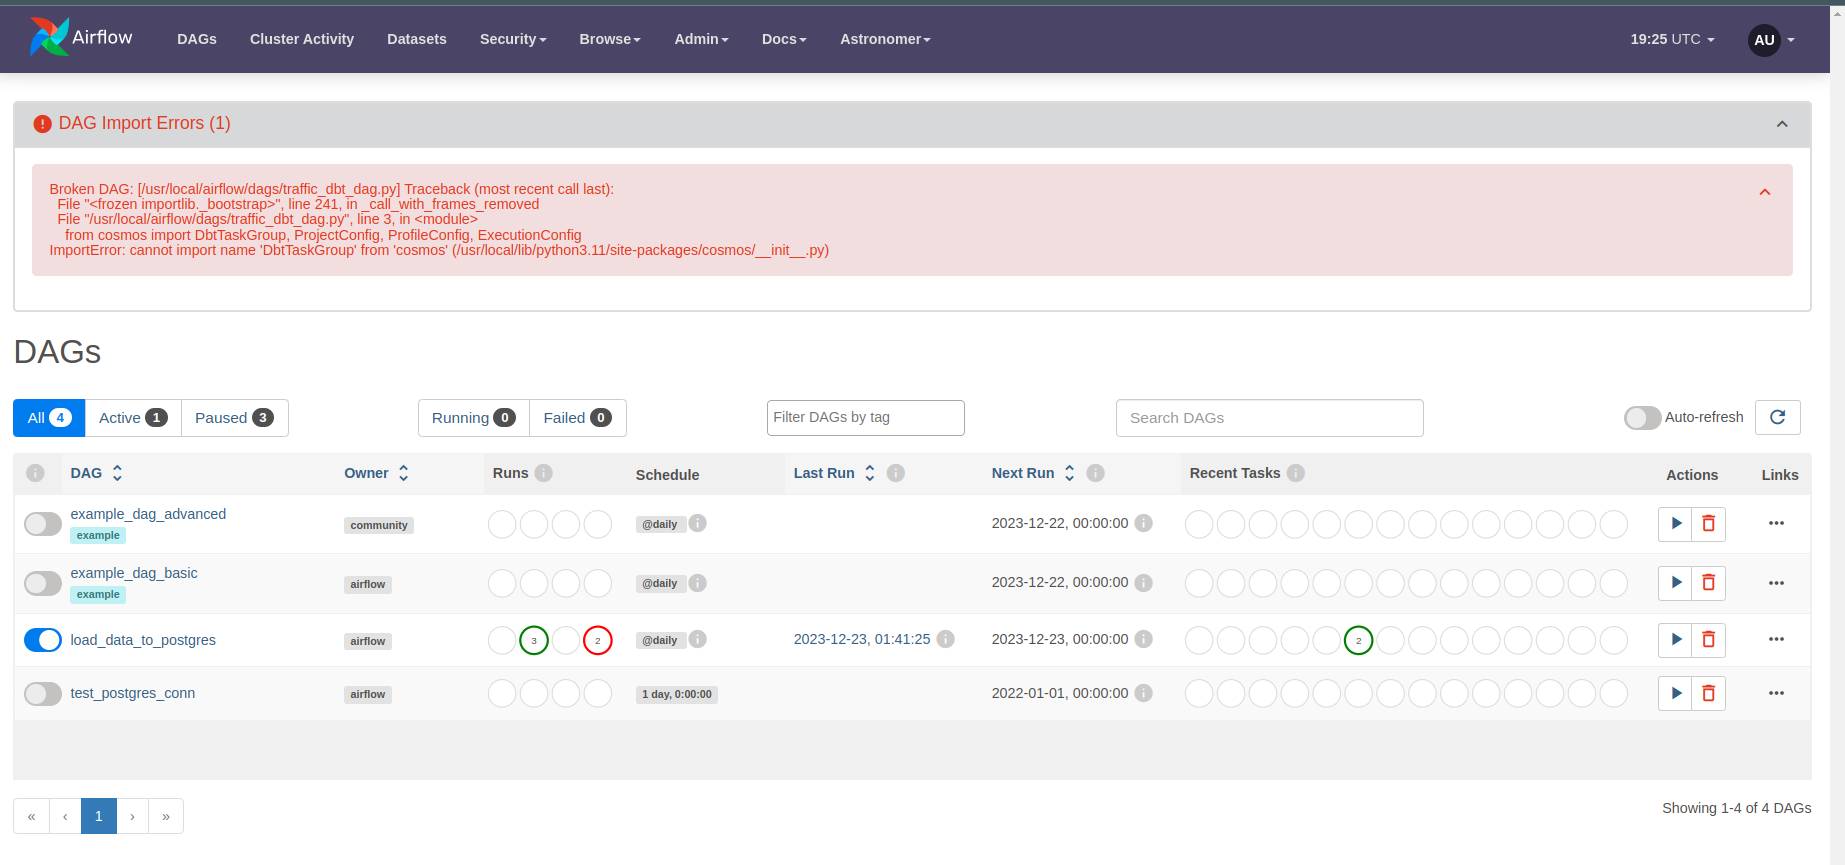 Airflow DAGs Cluster Activity Datasets Security Browse Admin Docs Astronomer 19:25 UTC AU
DAG Import Errors (1)
Broken DAG: [/usr/local/airflow/dags/traffic_dbt_dag.py] Traceback (most recent call last):
File "<frozen importlib._bootstrap>", line 241, in _call_with_frames_removed
File "/usr/local/airflow/dags/traffic_dbt_dag.py", line 3, in <module>
from cosmos import DbtTaskGroup, ProjectConfig, ProfileConfig, ExecutionConfig
ImportError: cannot import name 'DbtTaskGroup' from 'cosmos' (/usr/local/lib/python3.11/site-packages/cosmos/__init__.py)
DAGs
All 4 Active 1 Paused 3 Running 0 Failed 0 Filter DAGs by tag Search DAGs Auto-refresh
DAG Owner Runs Schedule Last Run Next Run Recent Tasks Actions Links
example_dag_advanced community @daily 2023-12-22, 00:00:00
example
example_dag_basic airflow @daily 2023-12-22, 00:00:00
example
load_data_to_postgres airflow 3 2 @daily 2023-12-23, 01:41:25 2023-12-23, 00:00:00 2
test_postgres_conn airflow 1 day, 0:00:00 2022-01-01, 00:00:00
« ‹ 1 › » Showing 1-4 of 4 DAGs